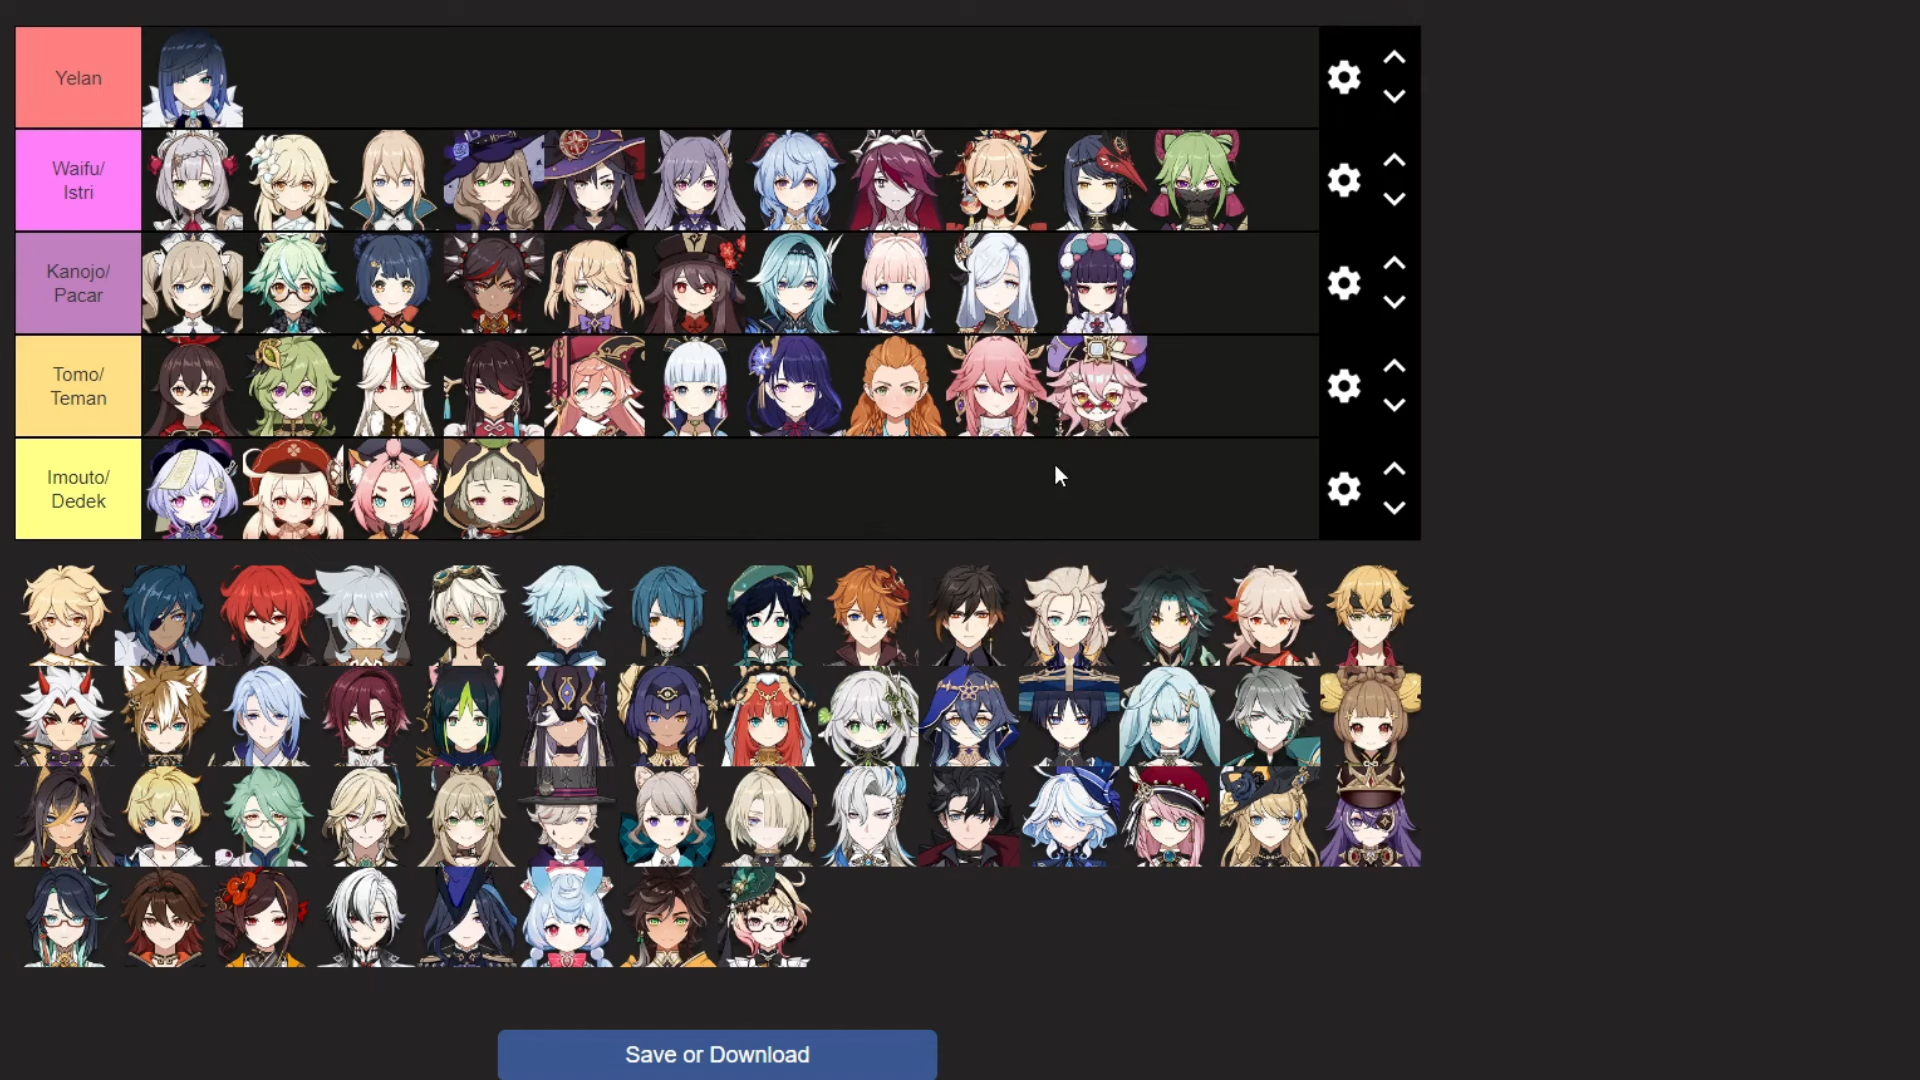 Yelan
Waifu/
Istri
Kanojo/
Pacar
Tomo/
Teman
Imouto/
Dedek
Save or Download